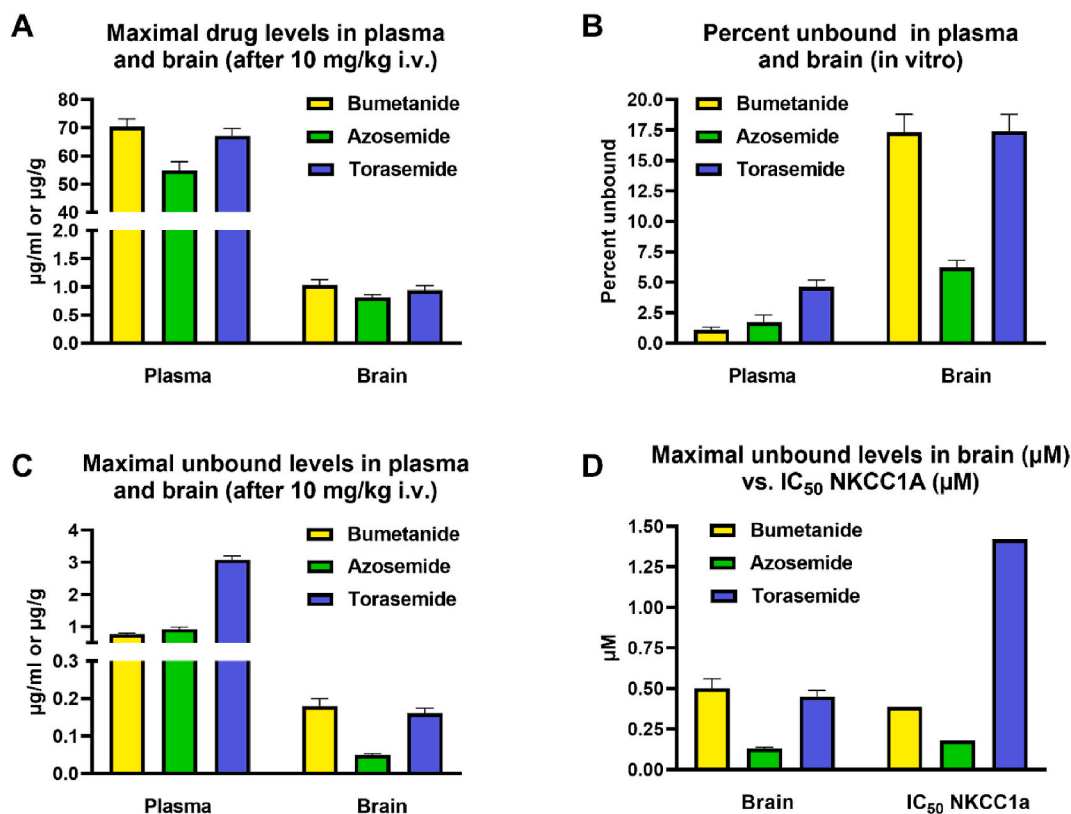 A
Maximal drug levels in plasma
and brain (after 10 mg/kg i.v.)
µg/ml or µg/g
80
70
60
50
40
2.0
1.5
1.0
0.5
0.0
Bumetanide
Azosemide
Torasemide
Plasma Brain
B
Percent unbound in plasma
and brain (in vitro)
Percent unbound
20.0
17.5
15.0
12.5
10.0
7.5
5.0
2.5
0.0
Bumetanide
Azosemide
Torasemide
Plasma Brain
C
Maximal unbound levels in plasma
and brain (after 10 mg/kg i.v.)
µg/ml or µg/g
4
3
2
1
0.3
0.2
0.1
0.0
Bumetanide
Azosemide
Torasemide
Plasma Brain
D
Maximal unbound levels in brain (µM)
vs. IC50 NKCC1A (µM)
µM
1.50
1.25
1.00
0.75
0.50
0.25
0.00
Bumetanide
Azosemide
Torasemide
Brain IC50 NKCC1a